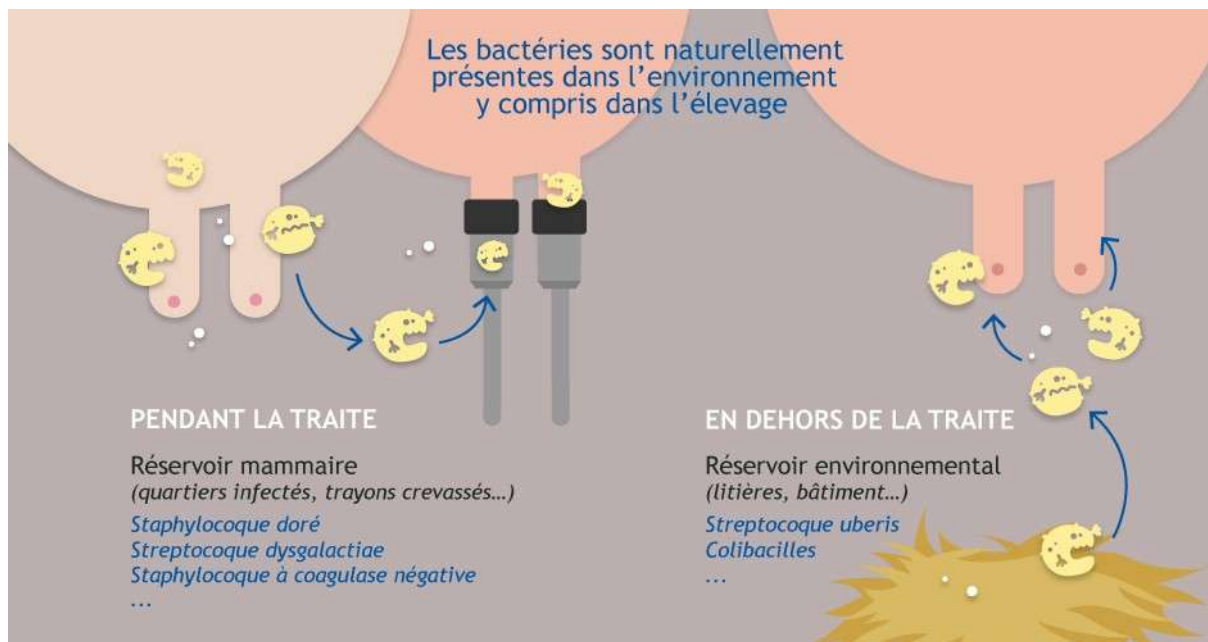 Les bactéries sont naturellement
présentes dans l’environnement
y compris dans l’élevage
PENDANT LA TRAITE
Réservoir mammaire
(quartiers infectés, trayons crevassés…)
Staphylocoque doré
Streptocoque dysgalactiae
Staphylocoque à coagulase négative
...
EN DEHORS DE LA TRAITE
Réservoir environnemental
(litières, bâtiment…)
Streptocoque uberis
Colibacilles
...